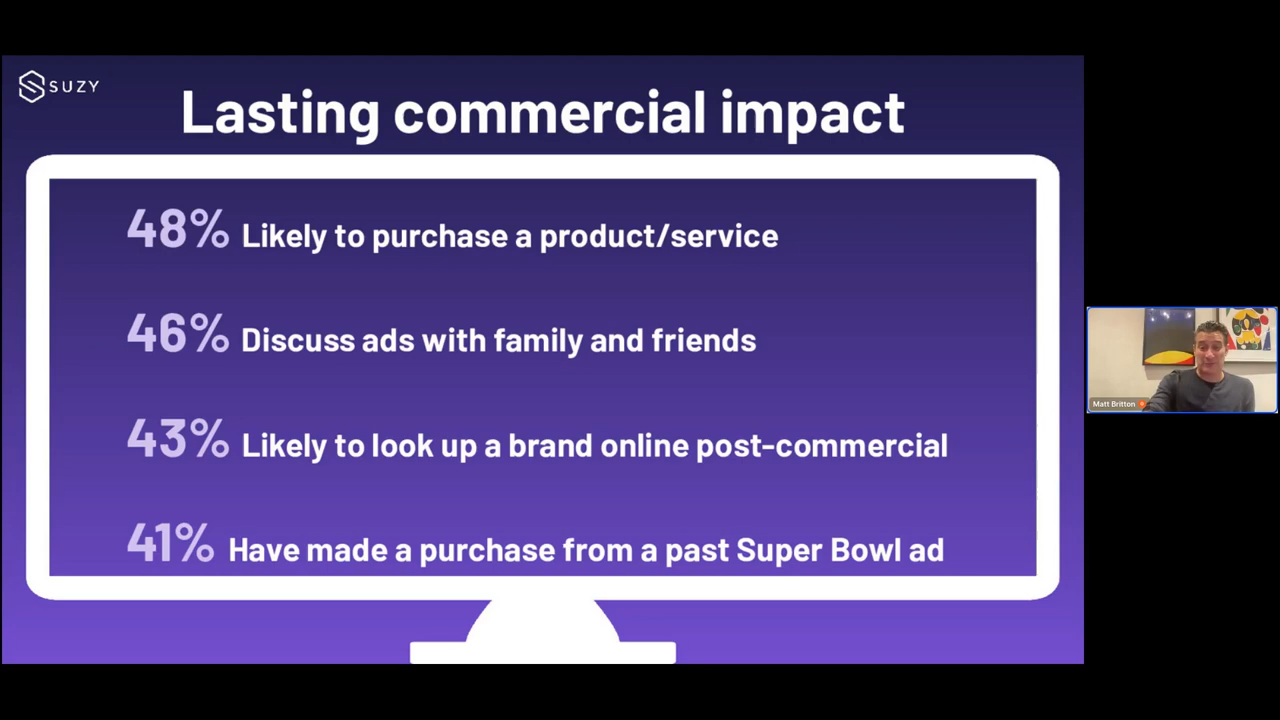 SUZY
Lasting commercial impact
48% Likely to purchase a product/service
46% Discuss ads with family and friends
43% Likely to look up a brand online post-commercial
41% Have made a purchase from a past Super Bowl ad
Matt Britton